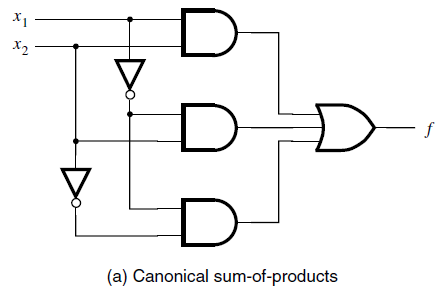 x₁
x₂
f
(a) Canonical sum-of-products